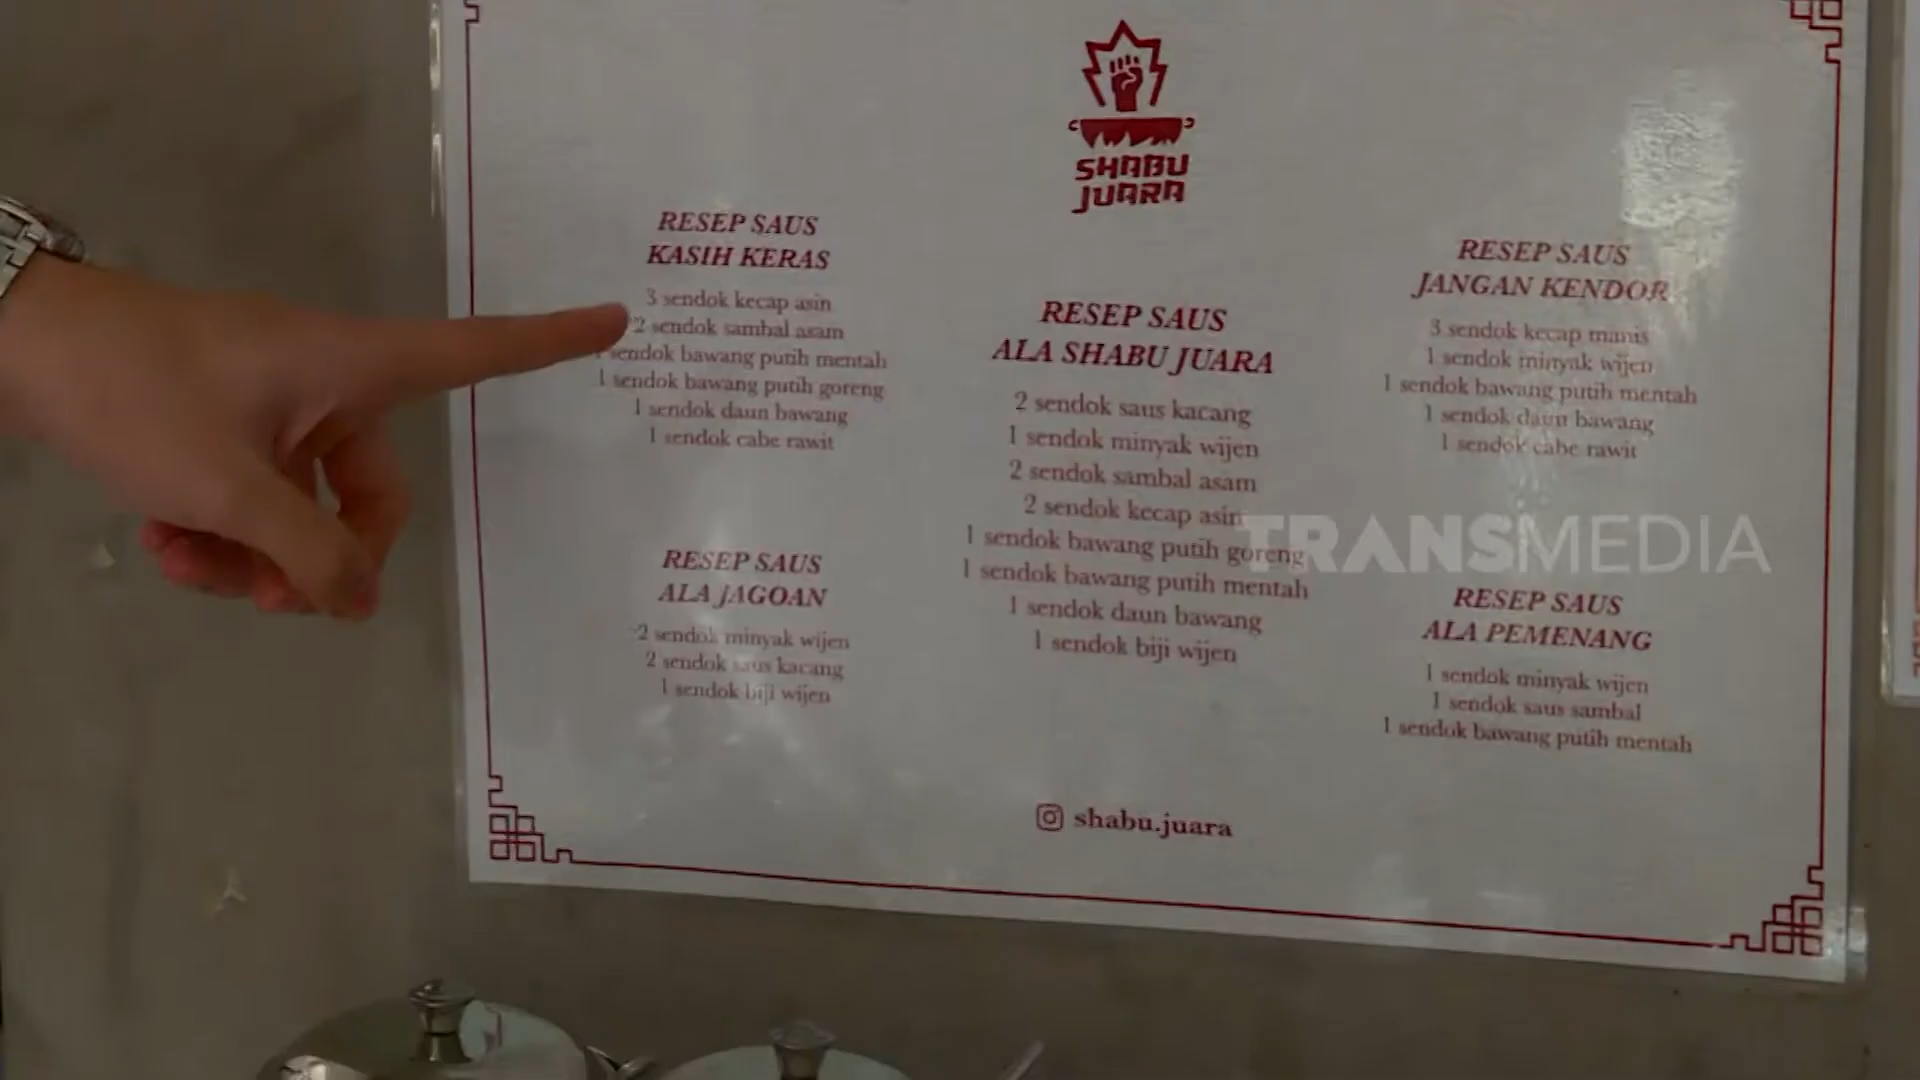 SHABU
JUARA
RESEP SAUS
KASIH KERAS
3 sendok kecap asin
2 sendok sambal asam
1 sendok bawang putih mentah
1 sendok bawang putih goreng
1 sendok daun bawang
1 sendok cabe rawit
RESEP SAUS
ALA JAGOAN
2 sendok minyak wijen
2 sendok saus kacang
1 sendok biji wijen
RESEP SAUS
ALA SHABU JUARA
2 sendok saus kacang
1 sendok minyak wijen
2 sendok sambal asam
2 sendok kecap asin
1 sendok bawang putih goreng
1 sendok bawang putih mentah
1 sendok daun bawang
1 sendok biji wijen
RESEP SAUS
JANGAN KENDOR
3 sendok kecap manis
1 sendok minyak wijen
1 sendok bawang putih mentah
1 sendok daun bawang
1 sendok cabe rawit
TRANSMEDIA
RESEP SAUS
ALA PEMENANG
1 sendok minyak wijen
1 sendok saus sambal
1 sendok bawang putih mentah
shabu.juara